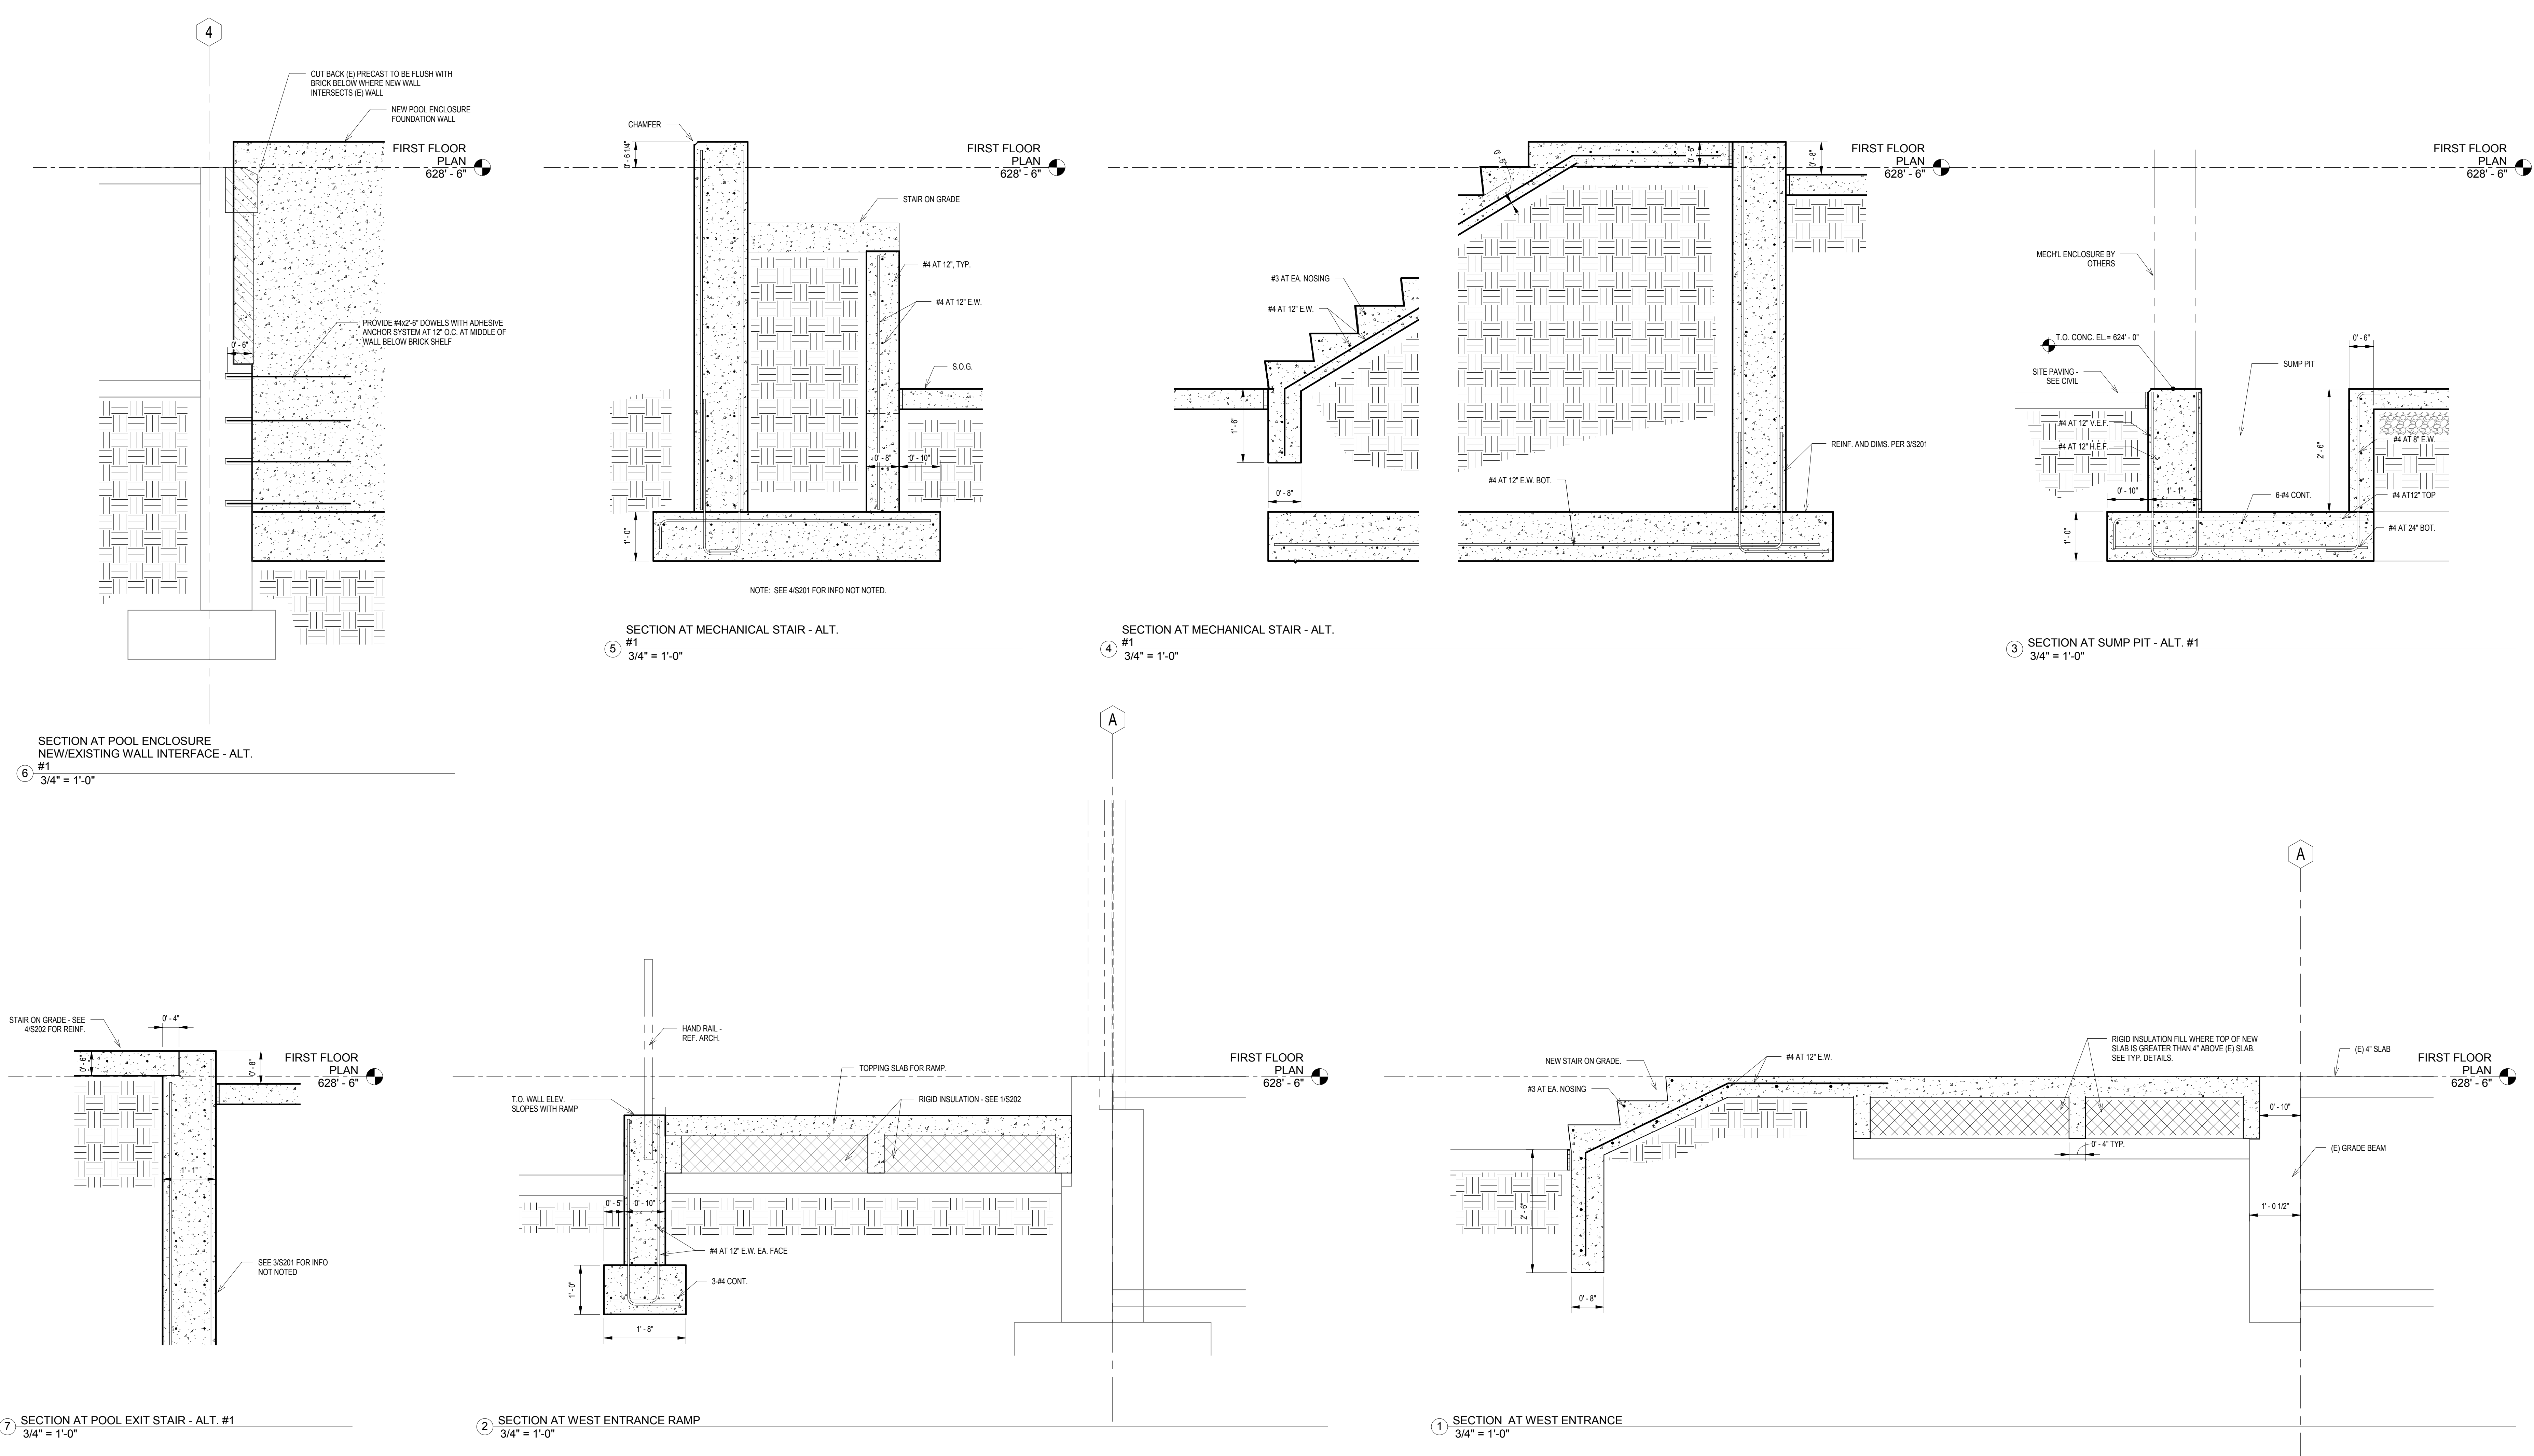 4
CUT BACK (E) PRECAST TO BE FLUSH WITH
BRICK BELOW WHERE NEW WALL
INTERSECTS (E) WALL
NEW POOL ENCLOSURE
FOUNDATION WALL
FIRST FLOOR
PLAN
628' - 6"
0' - 6"
PROVIDE #4x2'-6" DOWELS WITH ADHESIVE
ANCHOR SYSTEM AT 12" O.C. AT MIDDLE OF
WALL BELOW BRICK SHELF
SECTION AT POOL ENCLOSURE
NEW/EXISTING WALL INTERFACE - ALT.
#1
6
3/4" = 1'-0"
CHAMFER
0' - 6 1/4"
FIRST FLOOR
PLAN
628' - 6"
STAIR ON GRADE
#4 AT 12", TYP.
#4 AT 12" E.W.
S.O.G.
0' - 8"
0' - 10"
1' - 0"
NOTE: SEE 4/S201 FOR INFO NOT NOTED.
SECTION AT MECHANICAL STAIR - ALT.
#1
5
3/4" = 1'-0"
0' - 5"
0' - 6"
0' - 8"
FIRST FLOOR
PLAN
628' - 6"
#3 AT EA. NOSING
#4 AT 12" E.W.
1' - 6"
0' - 8"
REINF. AND DIMS. PER 3/S201
#4 AT 12" E.W. BOT.
SECTION AT MECHANICAL STAIR - ALT.
#1
4
3/4" = 1'-0"
FIRST FLOOR
PLAN
628' - 6"
MECH'L ENCLOSURE BY
OTHERS
T.O. CONC. EL.= 624' - 0"
0' - 6"
SITE PAVING -
SEE CIVIL
SUMP PIT
#4 AT 12" V.E.F.
#4 AT 12" H.E.F.
2' - 6"
#4 AT 8" E.W.
0' - 10"
1' - 1"
6-#4 CONT.
#4 AT12" TOP
#4 AT 24" BOT.
1' - 0"
3
SECTION AT SUMP PIT - ALT. #1
3/4" = 1'-0"
STAIR ON GRADE - SEE
4/S202 FOR REINF.
0' - 4"
0' - 6"
0' - 8"
FIRST FLOOR
PLAN
628' - 6"
1' - 1"
SEE 3/S201 FOR INFO
NOT NOTED
7
SECTION AT POOL EXIT STAIR - ALT. #1
3/4" = 1'-0"
A
HAND RAIL -
REF. ARCH.
FIRST FLOOR
PLAN
628' - 6"
TOPPING SLAB FOR RAMP.
T.O. WALL ELEV.
SLOPES WITH RAMP
RIGID INSULATION - SEE 1/S202
0' - 5"
0' - 10"
#4 AT 12" E.W. EA. FACE
3-#4 CONT.
1' - 0"
1' - 8"
2
SECTION AT WEST ENTRANCE RAMP
3/4" = 1'-0"
A
NEW STAIR ON GRADE.
#4 AT 12" E.W.
RIGID INSULATION FILL WHERE TOP OF NEW
SLAB IS GREATER THAN 4" ABOVE (E) SLAB.
SEE TYP. DETAILS.
(E) 4" SLAB
FIRST FLOOR
PLAN
628' - 6"
#3 AT EA. NOSING
0' - 10"
0' - 4" TYP.
(E) GRADE BEAM
2' - 6"
1' - 0 1/2"
0' - 8"
1
SECTION AT WEST ENTRANCE
3/4" = 1'-0"